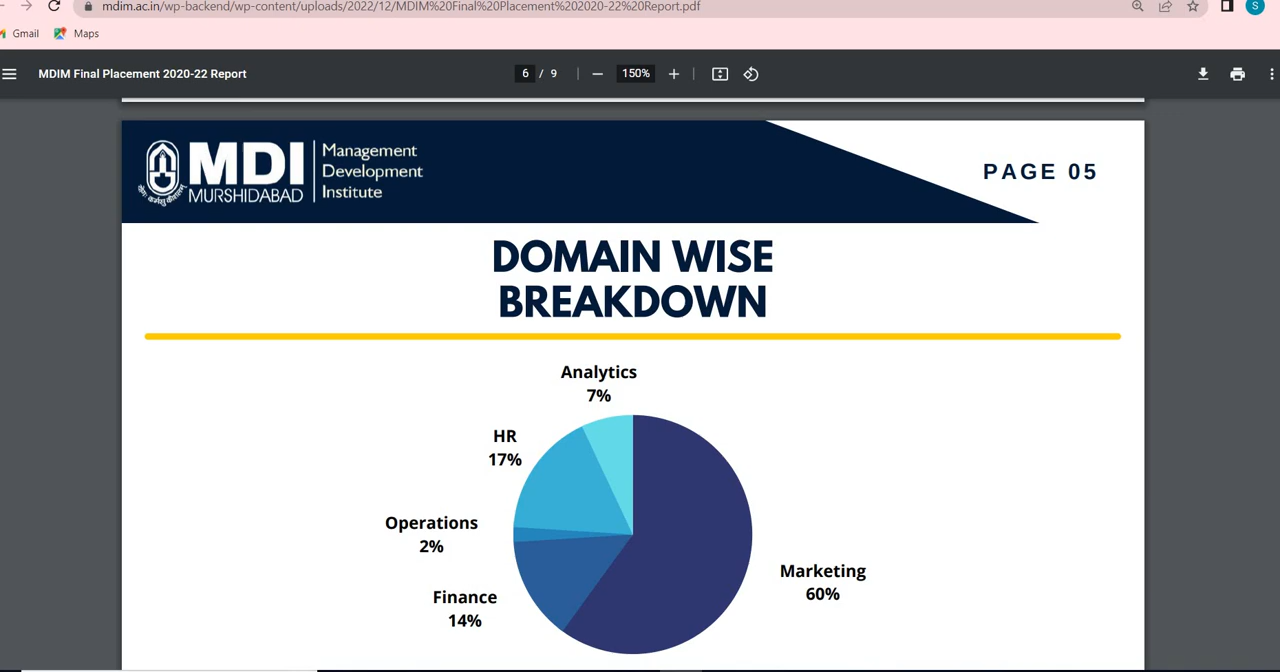 mdim.ac.in/wp-backend/wp-content/uploads/2022/12/MDIM%20Final%20Placement%202020-22%20Report.pdf
S
Gmail
Maps
MDIM Final Placement 2020-22 Report
6 / 9
150%
MDI
MURSHIDABAD
Management
Development
Institute
PAGE 05
DOMAIN WISE
BREAKDOWN
Analytics
7%
HR
17%
Operations
2%
Finance
14%
Marketing
60%